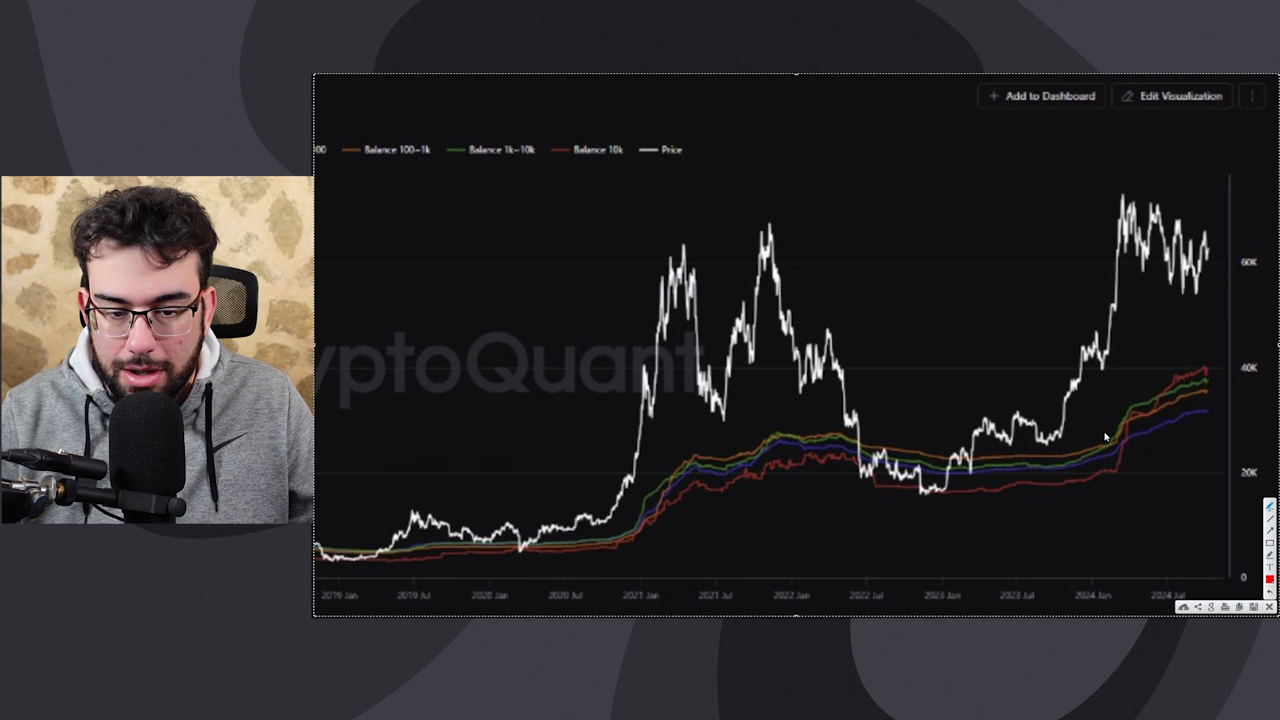 Add to Dashboard Edit Visualization
00 Balance 100~1k Balance 1k~10k Balance 10k Price
60K
yptoQuant
40K
20K
0
2019 Jan 2019 Jul 2020 Jan 2020 Jul 2021 Jan 2021 Jul 2022 Jan 2022 Jul 2023 Jan 2023 Jul 2024 Jan 2024 Jul